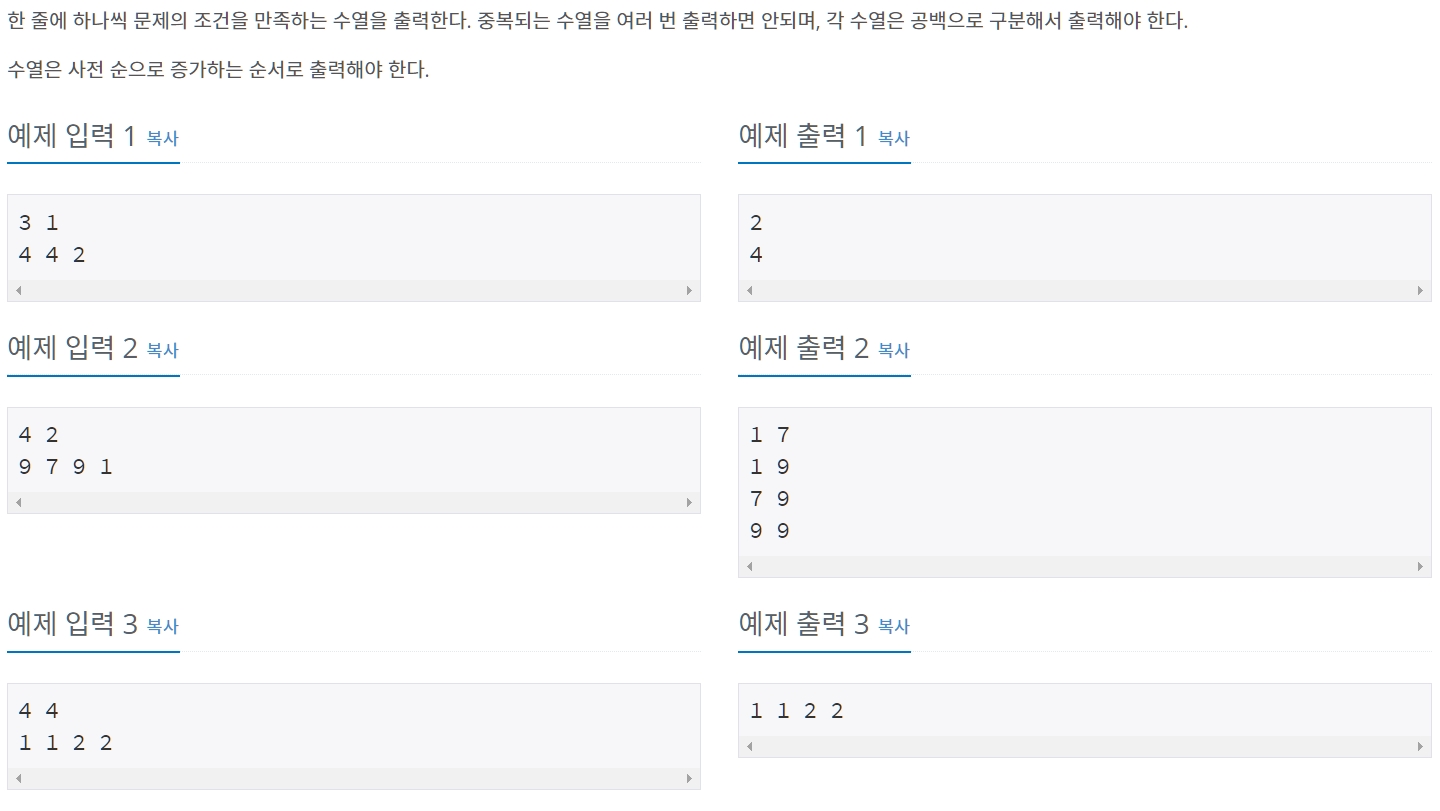 한 줄에 하나씩 문제의 조건을 만족하는 수열을 출력한다. 중복되는 수열을 여러 번 출력하면 안되며, 각 수열은 공백으로 구분해서 출력해야 한다.
수열은 사전 순으로 증가하는 순서로 출력해야 한다.
예제 입력 1 복사
3 1
4 4 2
예제 출력 1 복사
2
4
예제 입력 2 복사
4 2
9 7 9 1
예제 출력 2 복사
1 7
1 9
7 9
9 9
예제 입력 3 복사
4 4
1 1 2 2
예제 출력 3 복사
1 1 2 2